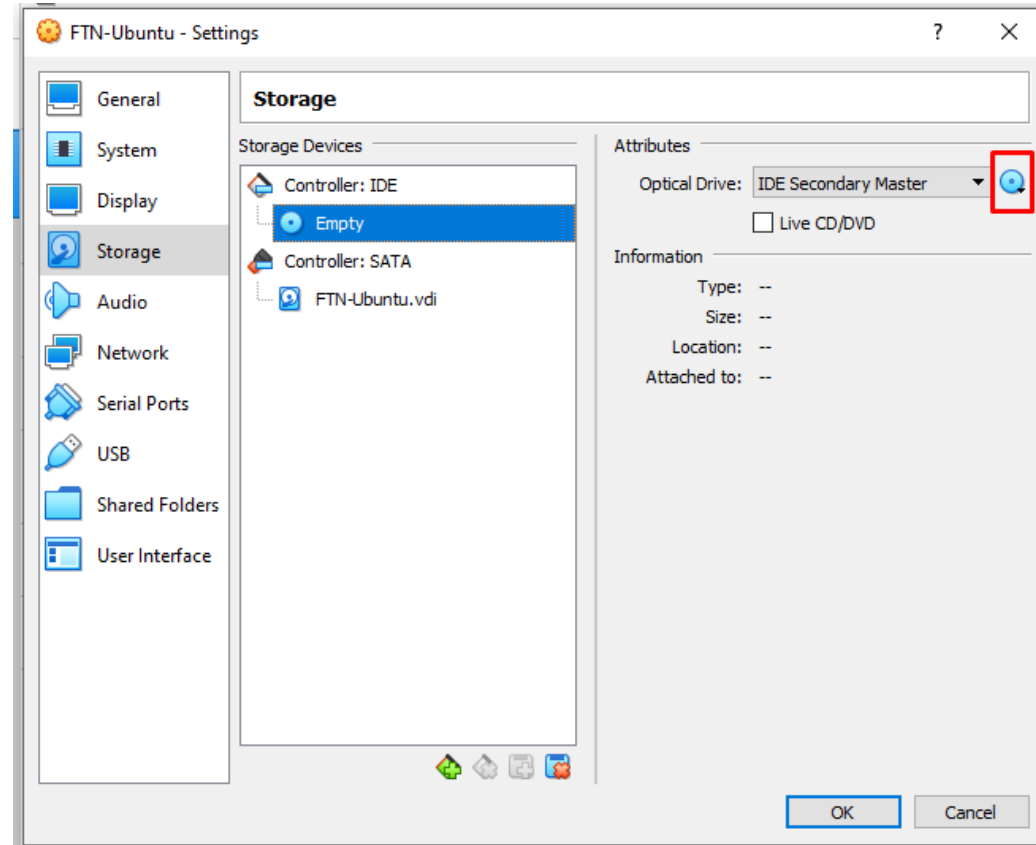 FTN-Ubuntu - Settings ?
General
System
Display
Storage
Audio
Network
Serial Ports
USB
Shared Folders
User Interface
Storage
Storage Devices
Controller: IDE
Empty
Controller: SATA
FTN-Ubuntu.vdi
Attributes
Optical Drive: IDE Secondary Master
Live CD/DVD
Information
Type: --
Size: --
Location: --
Attached to: --
OK Cancel